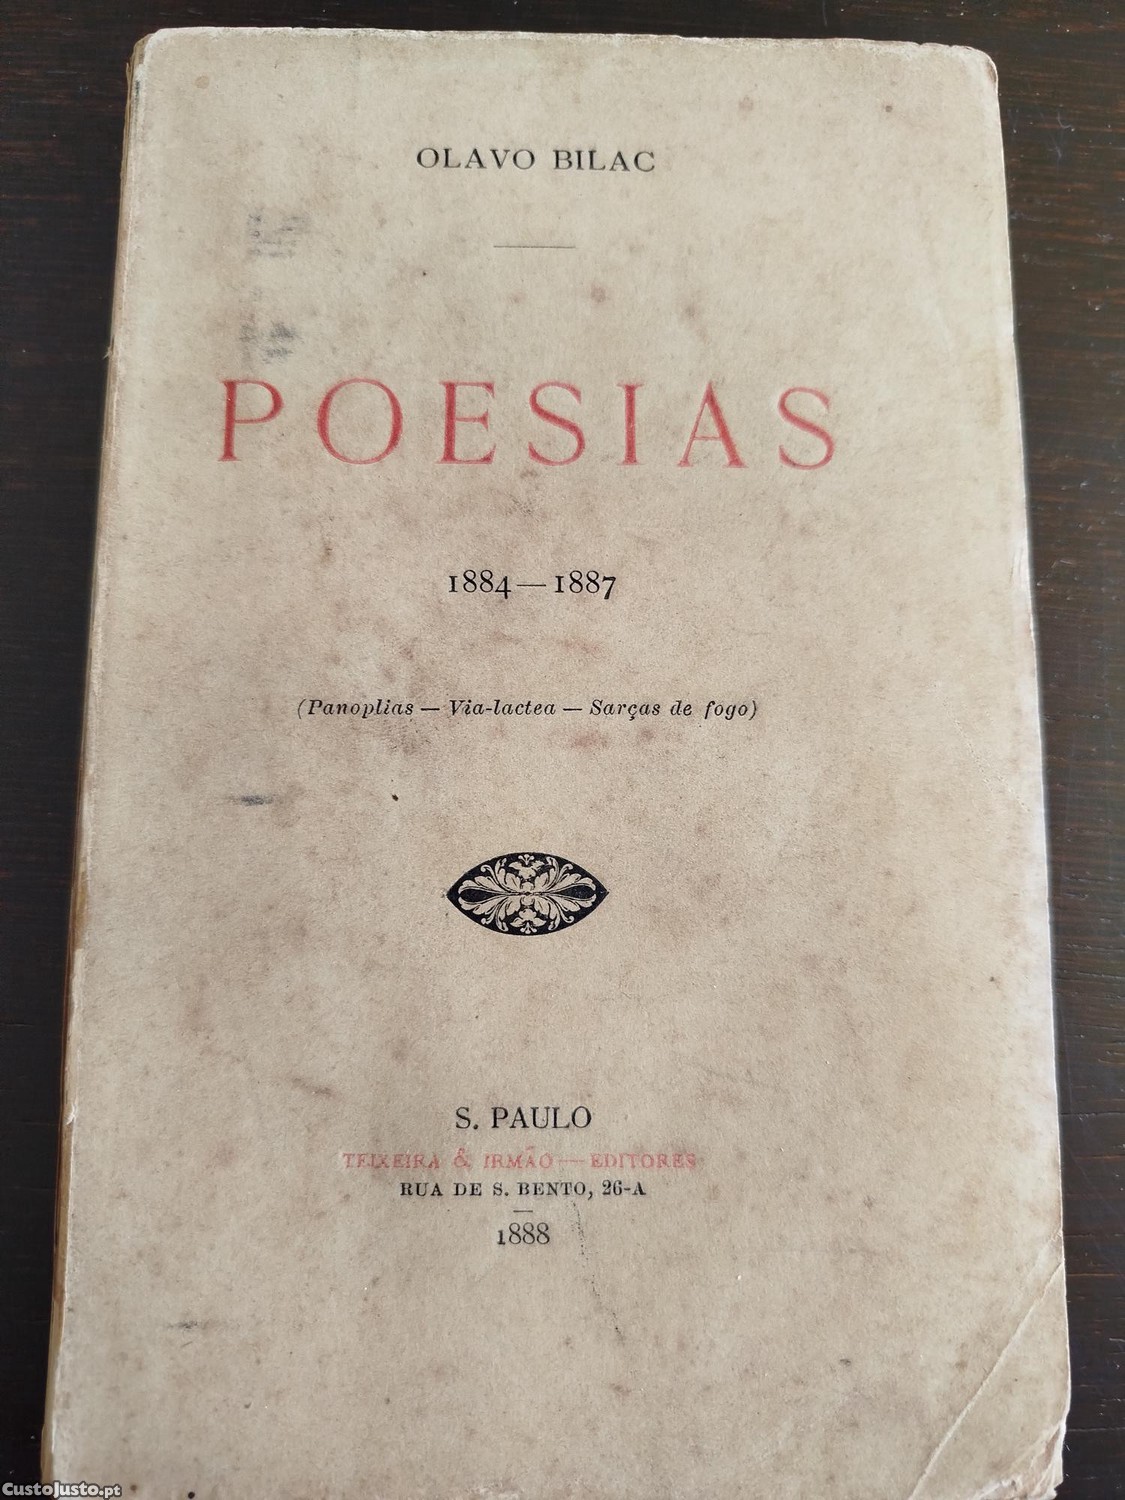 OLAVO BILAC
POESIAS
1884—1887
(Panoplias — Via-lactea — Sarças de fogo)
S. PAULO
TEIXEIRA & IRMÃO—EDITORES
RUA DE S. BENTO, 26-A
1888
CustoJusto.pt